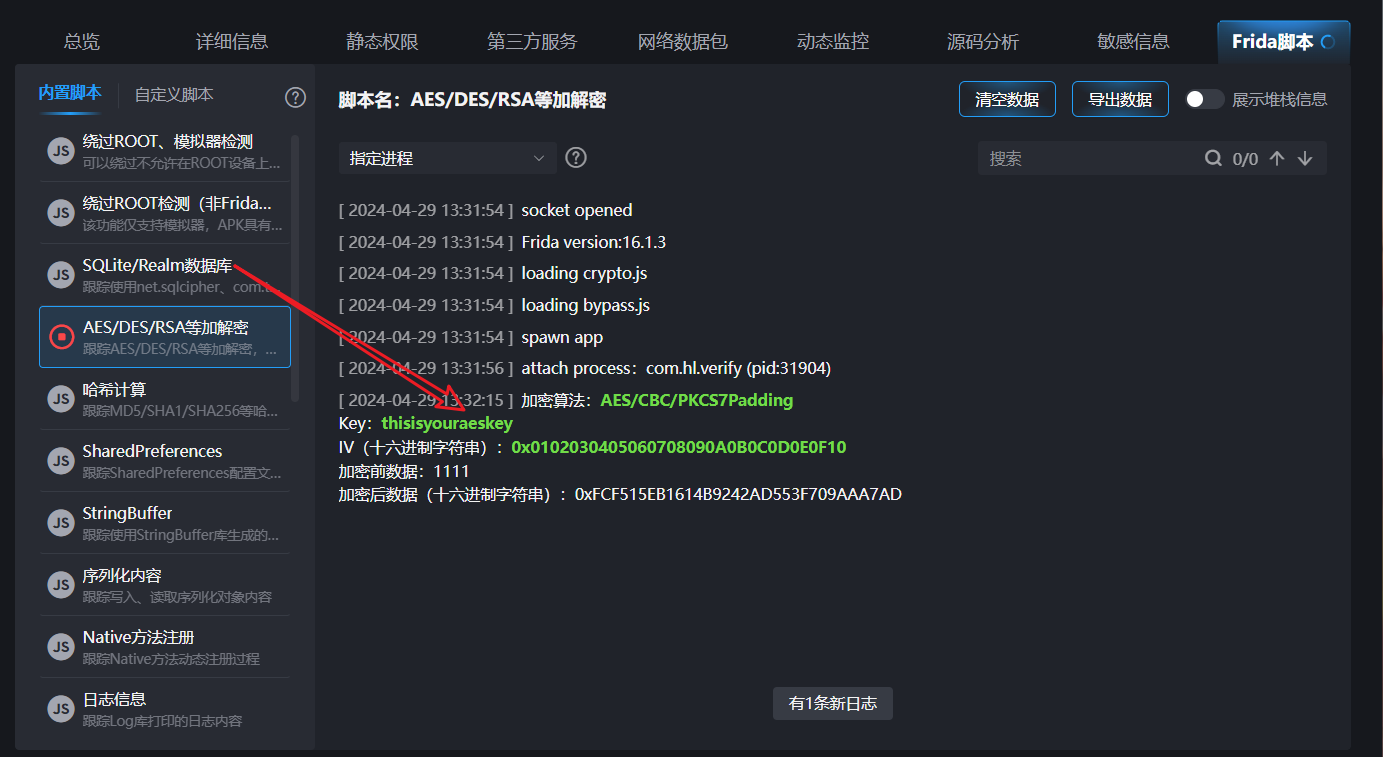 总览 详细信息 静态权限 第三方服务 网络数据包 动态监控 源码分析 敏感信息 Frida脚本
内置脚本 自定义脚本 ?
JS 绕过ROOT、模拟器检测
可以绕过不允许在ROOT设备上...
JS 绕过ROOT检测（非Frida...
该功能仅支持模拟器，APK具有...
JS SQLite/Realm数据库
跟踪使用net.sqlcipher、com.t...
AES/DES/RSA等加解密
跟踪AES/DES/RSA等加解密，...
JS 哈希计算
跟踪MD5/SHA1/SHA256等哈...
JS SharedPreferences
跟踪SharedPreferences配置文...
JS StringBuffer
跟踪使用StringBuffer库生成的...
JS 序列化内容
跟踪写入、读取序列化对象内容
JS Native方法注册
跟踪Native方法动态注册过程
JS 日志信息
跟踪Log库打印的日志内容
脚本名：AES/DES/RSA等加解密 清空数据 导出数据 展示堆栈信息
指定进程 ? 搜索 0/0
[ 2024-04-29 13:31:54 ] socket opened
[ 2024-04-29 13:31:54 ] Frida version:16.1.3
[ 2024-04-29 13:31:54 ] loading crypto.js
[ 2024-04-29 13:31:54 ] loading bypass.js
[ 2024-04-29 13:31:54 ] spawn app
[ 2024-04-29 13:31:56 ] attach process：com.hl.verify (pid:31904)
[ 2024-04-29 13:32:15 ] 加密算法：AES/CBC/PKCS7Padding
Key：thisisyouraeskey
IV（十六进制字符串）：0x0102030405060708090A0B0C0D0E0F10
加密前数据：1111
加密后数据（十六进制字符串）：0xFCF515EB1614B9242AD553F709AAA7AD
有1条新日志